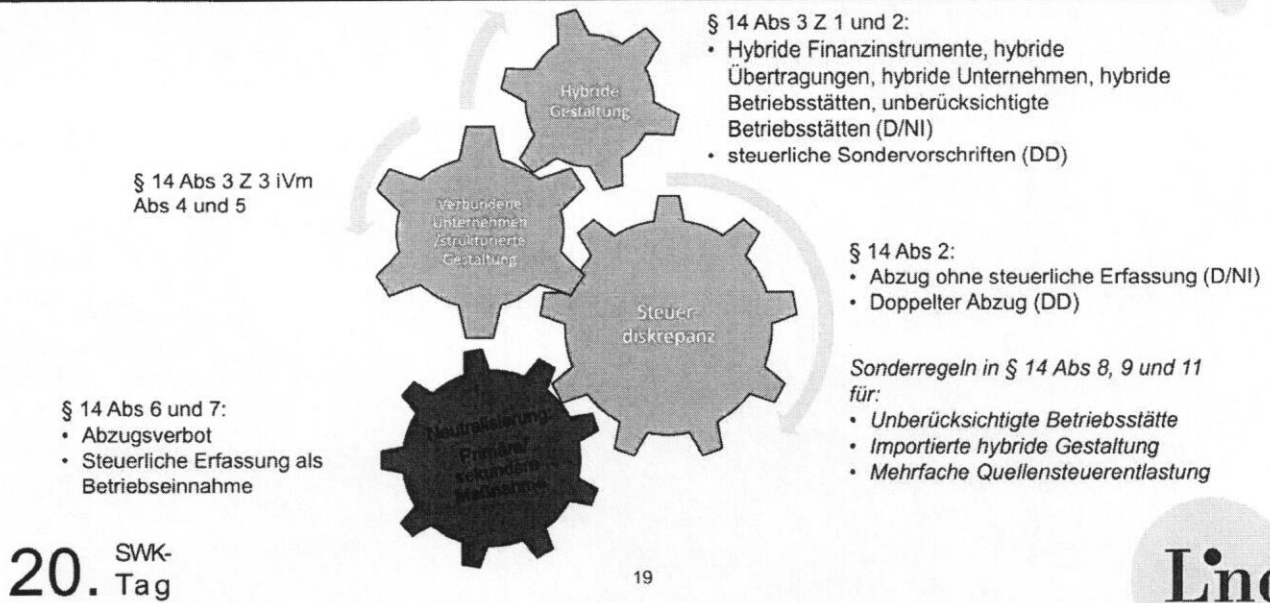 § 14 Abs 3 Z 1 und 2:
• Hybride Finanzinstrumente, hybride
Übertragungen, hybride Unternehmen, hybride
Betriebsstätten, unberücksichtigte
Betriebsstätten (D/NI)
• steuerliche Sondervorschriften (DD)
Hybride
Gestaltung
§ 14 Abs 3 Z 3 iVm
Abs 4 und 5
Verbundene
Unternehmen
/strukturierte
Gestaltung
§ 14 Abs 2:
• Abzug ohne steuerliche Erfassung (D/NI)
• Doppelter Abzug (DD)
Steuer-
diskrepanz
Sonderregeln in § 14 Abs 8, 9 und 11
für:
• Unberücksichtigte Betriebsstätte
• Importierte hybride Gestaltung
• Mehrfache Quellensteuerentlastung
§ 14 Abs 6 und 7:
• Abzugsverbot
• Steuerliche Erfassung als
Betriebseinnahme
Neutralisierung:
Primäre/
sekundäre
Maßnahme
20. SWK-
Tag
19
Lind